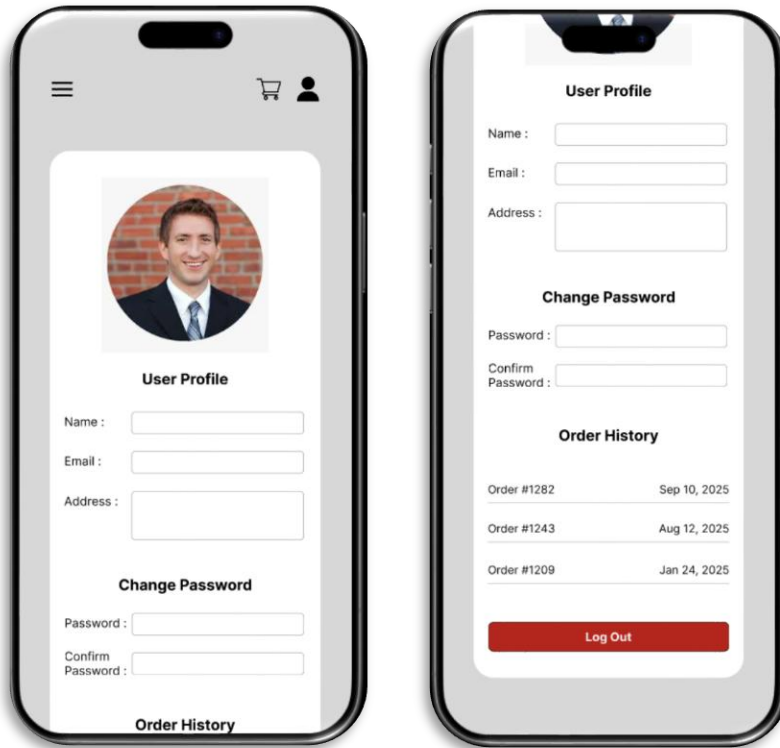 User Profile
Name :
Email :
Address :
Change Password
Password :
Confirm
Password :
Order History
User Profile
Name :
Email :
Address :
Change Password
Password :
Confirm
Password :
Order History
Order #1282 Sep 10, 2025
Order #1243 Aug 12, 2025
Order #1209 Jan 24, 2025
Log Out